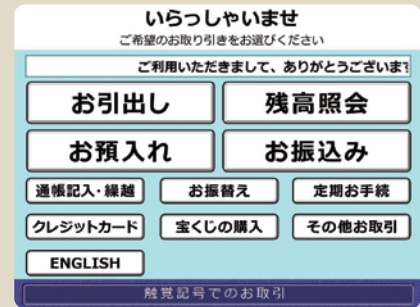 いらっしゃいませ
ご希望のお取り引きをお選びください
ご利用いただきまして、ありがとうございます
お引出し 残高照会
お預入れ お振込み
通帳記入・繰越 お振替え 定期お手続
クレジットカード 宝くじの購入 その他お取引
ENGLISH
触覚記号でのお取引